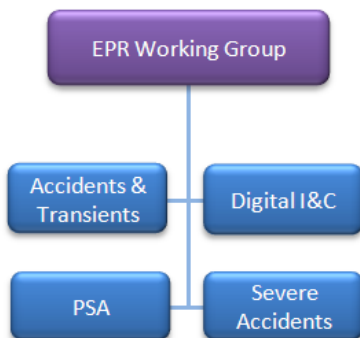 EPR Working Group
Accidents &
Transients
Digital I&C
PSA
Severe
Accidents